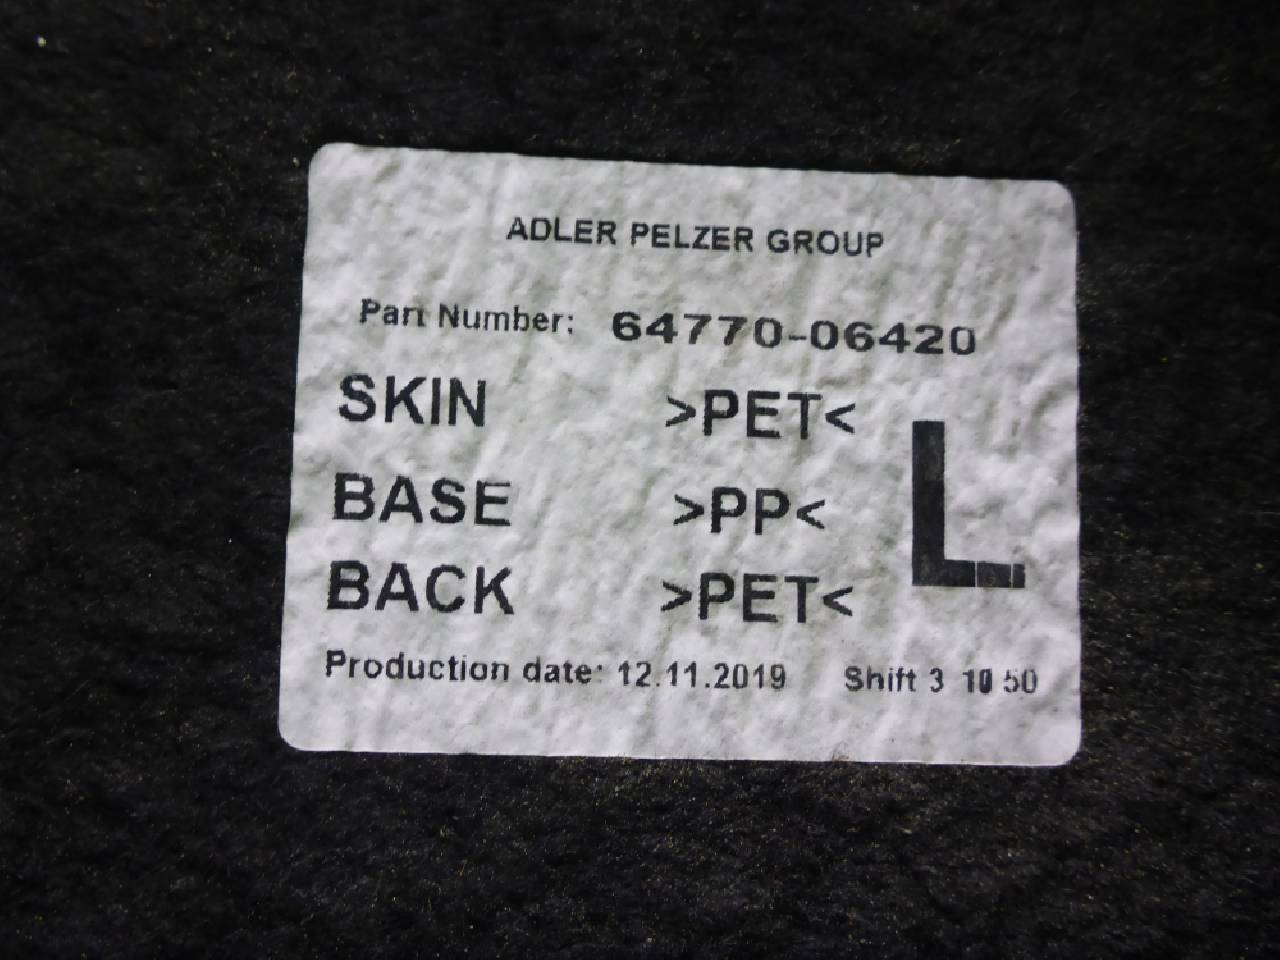 ADLER PELZER GROUP
Part Number: 64770-06420
SKIN >PET<
BASE >PP<
BACK >PET<
L
Production date: 12.11.2019 Shift 3 10 50